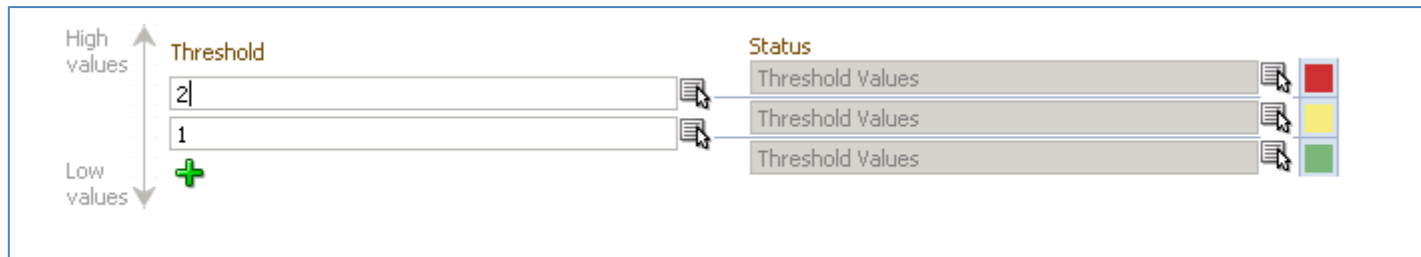 High
values
Threshold
Status
Threshold Values
2
Threshold Values
1
Threshold Values
Low
values